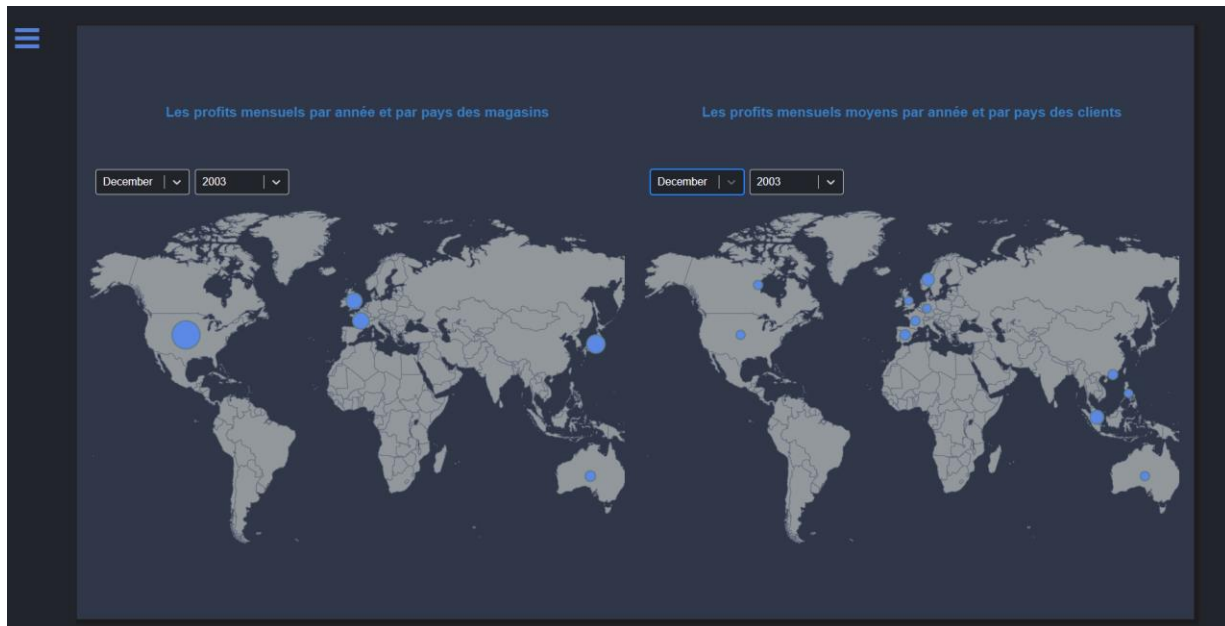 Les profits mensuels par année et par pays des magasins
Les profits mensuels moyens par année et par pays des clients
December 2003
December 2003